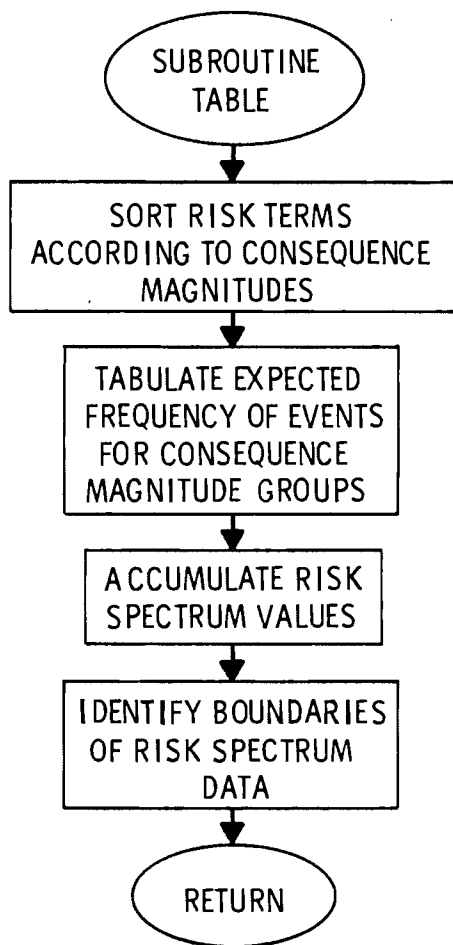 SUBROUTINE
TABLE
SORT RISK TERMS
ACCORDING TO CONSEQUENCE
MAGNITUDES
TABULATE EXPECTED
FREQUENCY OF EVENTS
FOR CONSEQUENCE
MAGNITUDE GROUPS
ACCUMULATE RISK
SPECTRUM VALUES
IDENTIFY BOUNDARIES
OF RISK SPECTRUM
DATA
RETURN